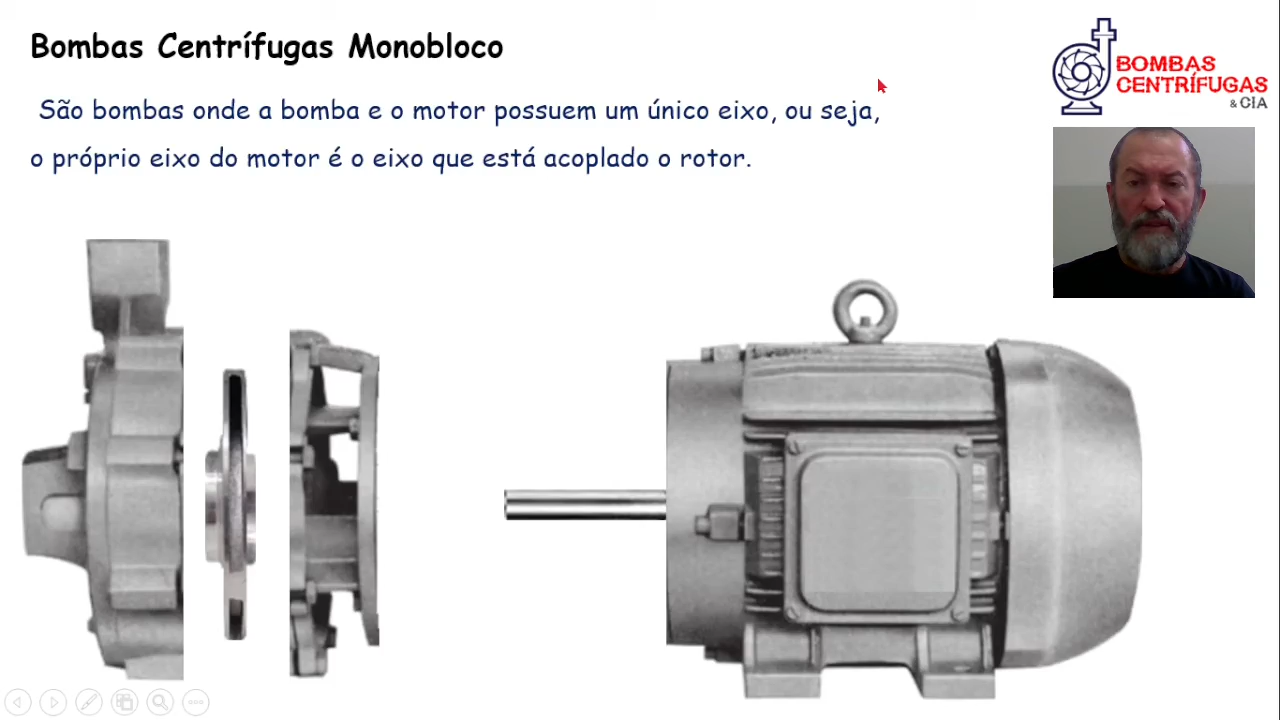 Bombas Centrífugas Monobloco
São bombas onde a bomba e o motor possuem um único eixo, ou seja,
o próprio eixo do motor é o eixo que está acoplado o rotor.
BOMBAS
CENTRÍFUGAS
& CIA